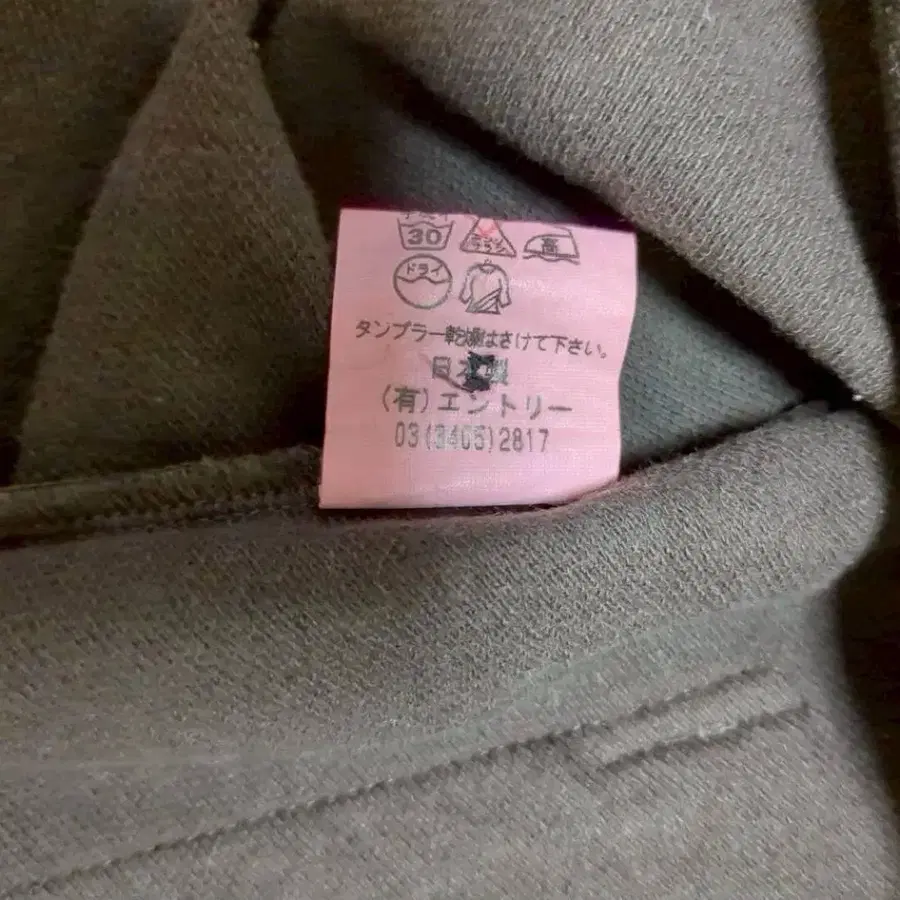 30 高
ドライ
タンブラー乾燥はさけて下さい。
日本製
(有)エントリー
03(3405)2817